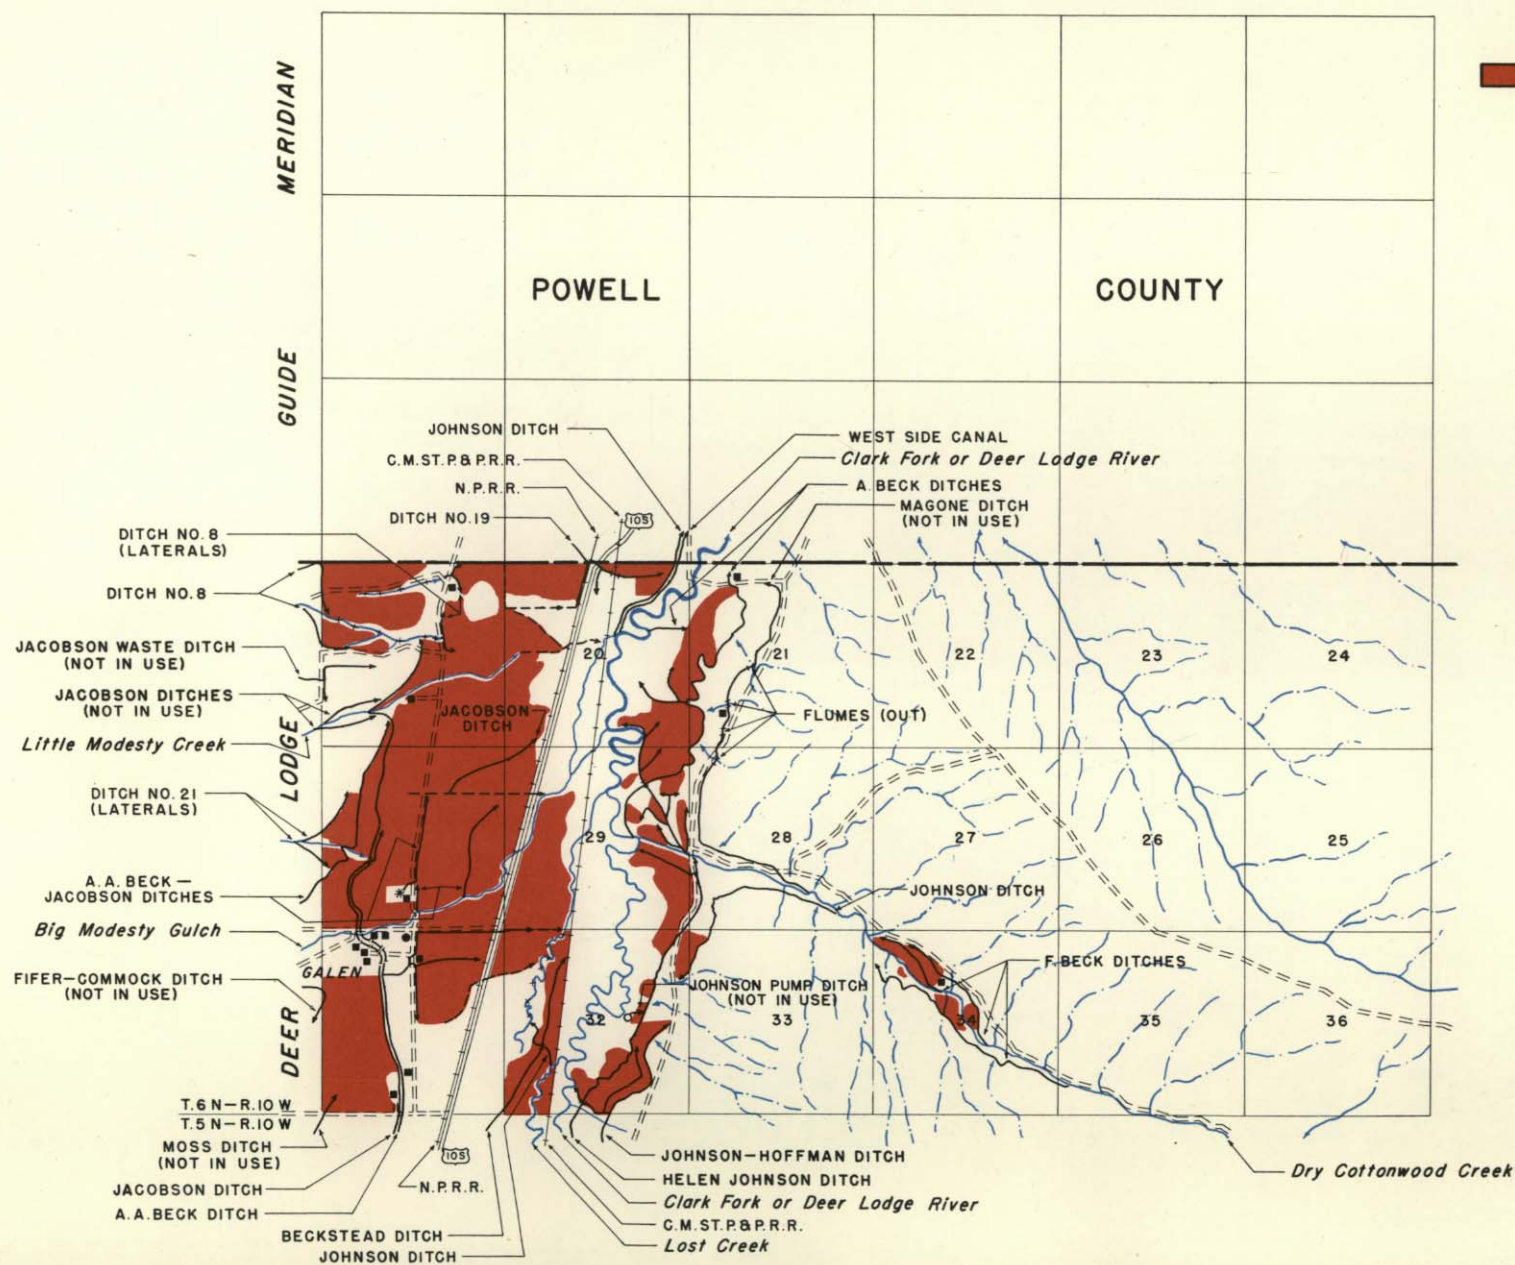 MERIDIAN
GUIDE
LODGE
DEER
POWELL COUNTY
JOHNSON DITCH
C.M.ST.P.&P.R.R.
N.P.R.R.
DITCH NO.19
10S
WEST SIDE CANAL
Clark Fork or Deer Lodge River
A.BECK DITCHES
MAGONE DITCH
(NOT IN USE)
DITCH NO.8
(LATERALS)
DITCH NO.8
JACOBSON WASTE DITCH
(NOT IN USE)
JACOBSON DITCHES
(NOT IN USE)
Little Modesty Creek
DITCH NO.21
(LATERALS)
A.A.BECK—
JACOBSON DITCHES
Big Modesty Gulch
GALEN
FIFER-COMMOCK DITCH
(NOT IN USE)
JACOBSON
DITCH
20
21
22
23
24
FLUMES (OUT)
29
28
27
26
25
JOHNSON DITCH
F.BECK DITCHES
JOHNSON PUMP DITCH
(NOT IN USE)
32
33
34
35
36
T.6N-R.10W
T.5N-R.10W
MOSS DITCH
(NOT IN USE)
JACOBSON DITCH
A.A.BECK DITCH
10S
N.P.R.R.
BECKSTEAD DITCH
JOHNSON DITCH
JOHNSON-HOFFMAN DITCH
HELEN JOHNSON DITCH
Clark Fork or Deer Lodge River
C.M.ST.P.&P.R.R.
Lost Creek
Dry Cottonwood Creek